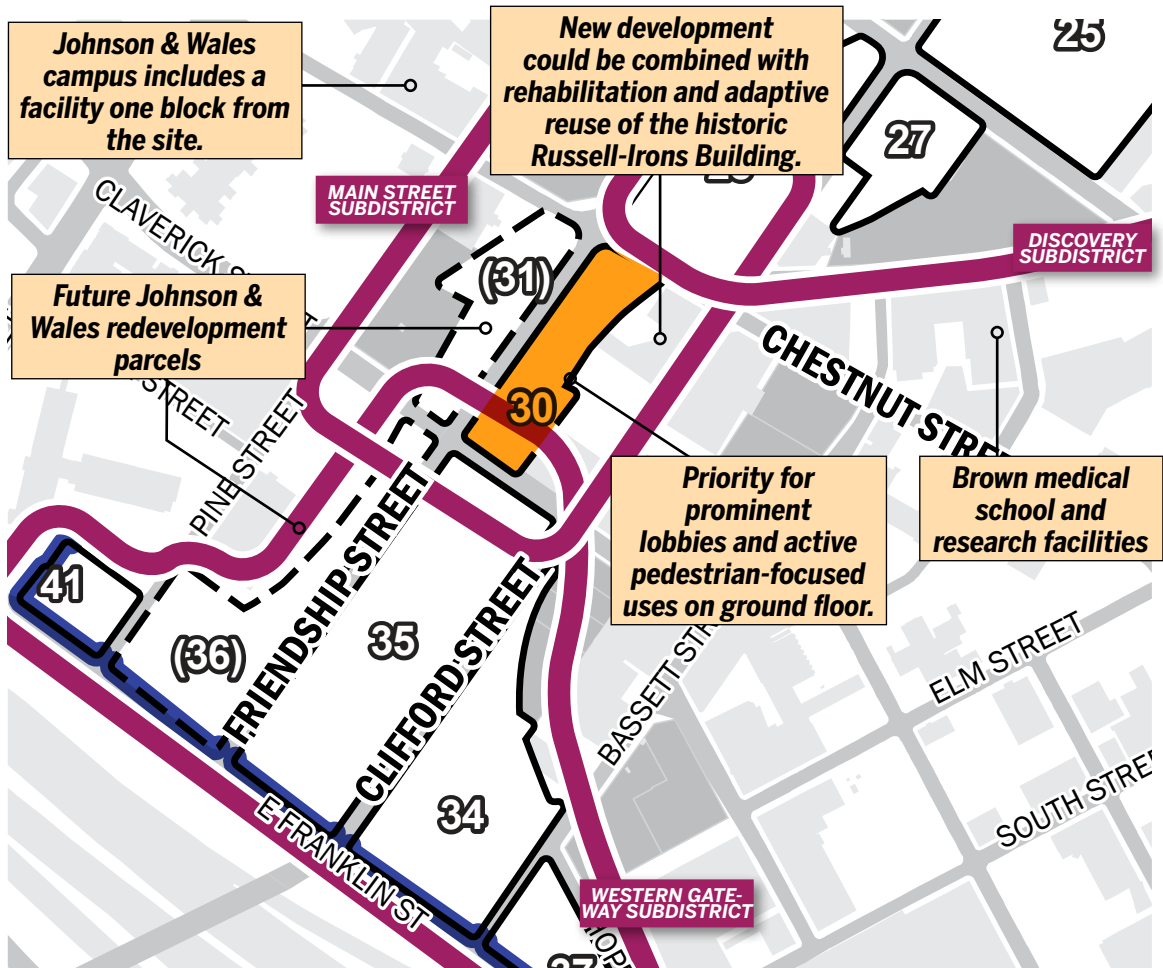 Johnson & Wales
campus includes a
facility one block from
the site.
New development
could be combined with
rehabilitation and adaptive
reuse of the historic
Russell-Irons Building.
25
27
MAIN STREET
SUBDISTRICT
DISCOVERY
SUBDISTRICT
CLAVERICK
(31)
Future Johnson &
Wales redevelopment
parcels
CHESTNUT
STREET
PINE STREET
30
Priority for
prominent
lobbies and active
pedestrian-focused
uses on ground floor.
Brown medical
school and
research facilities
41
(36)
FRIENDSHIP STREET
35
CLIFFORD STREET
BASSETT
ELM STREET
SOUTH
34
E FRANKLIN ST
WESTERN GATE-
WAY SUBDISTRICT